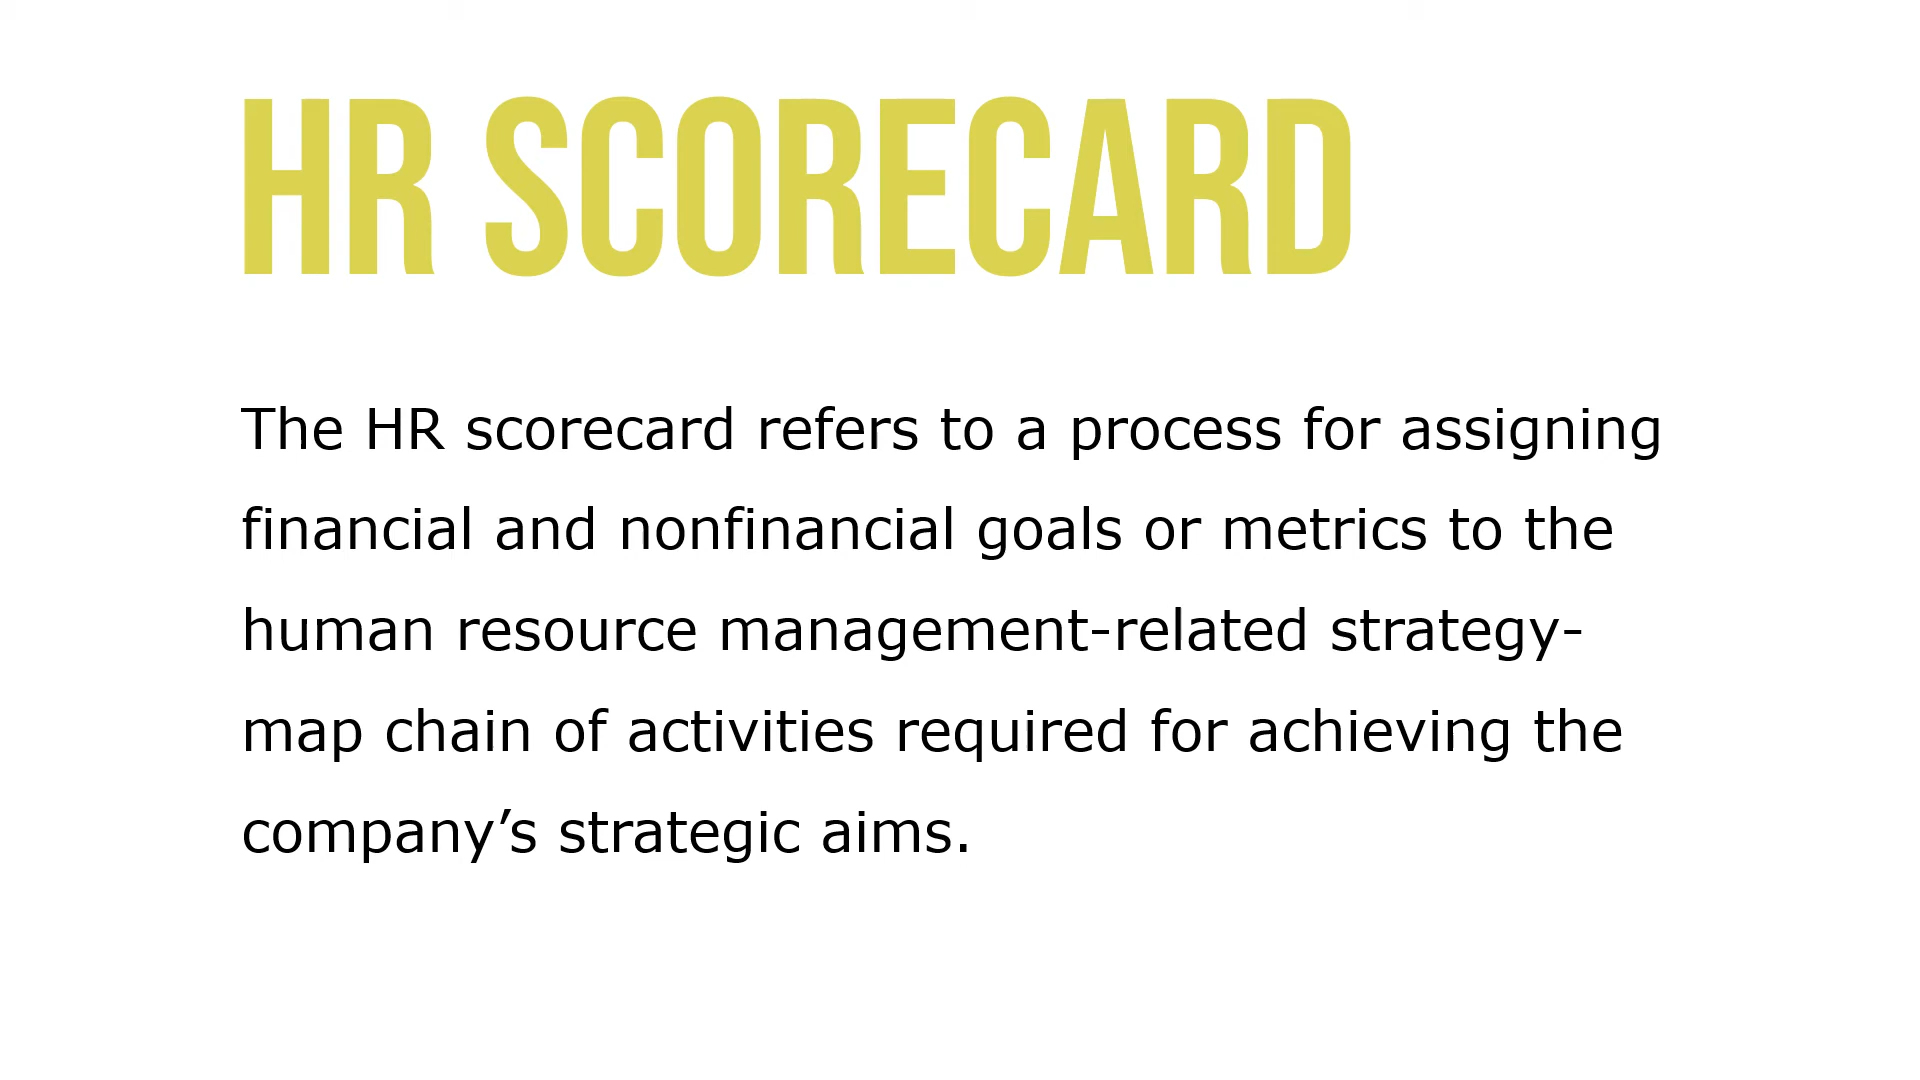 HR SCORECARD
The HR scorecard refers to a process for assigning
financial and nonfinancial goals or metrics to the
human resource management-related strategy-
map chain of activities required for achieving the
company’s strategic aims.